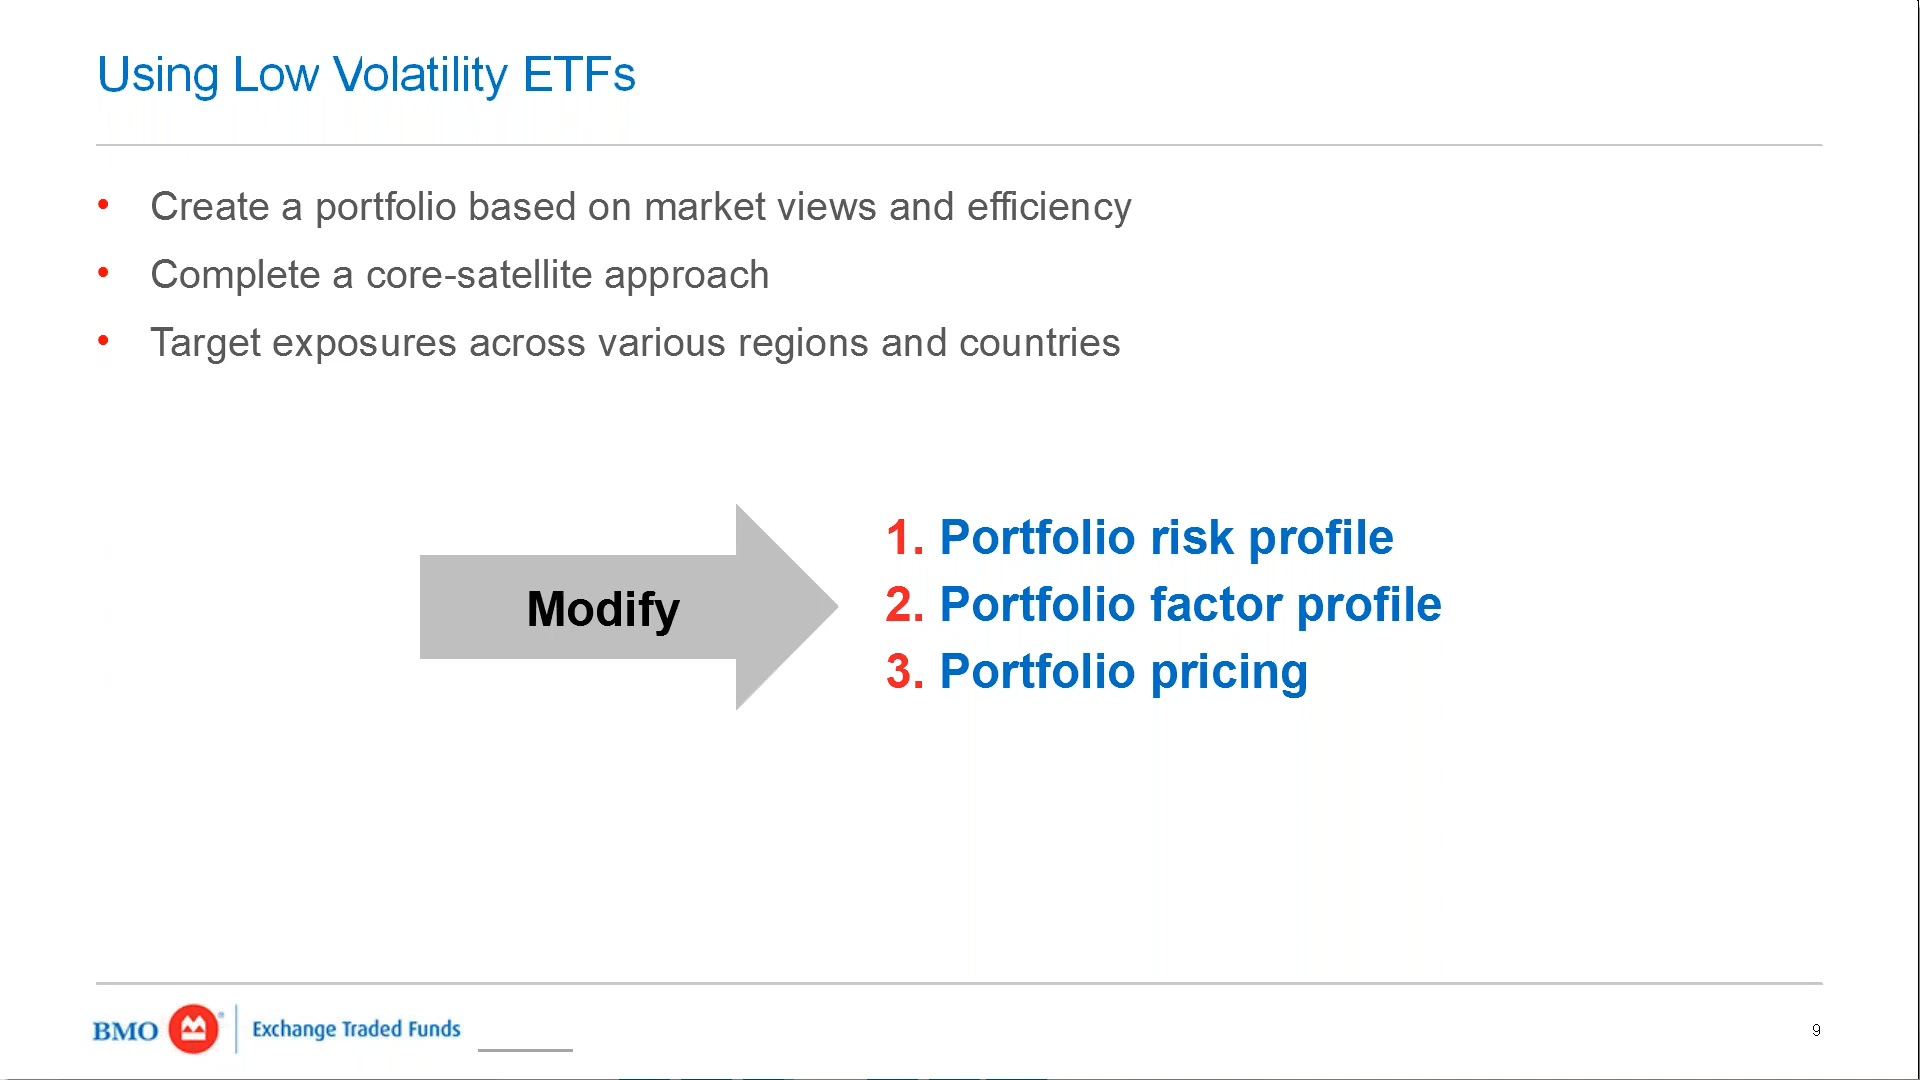 Using Low Volatility ETFs
• Create a portfolio based on market views and efficiency
• Complete a core-satellite approach
• Target exposures across various regions and countries
Modify
1. Portfolio risk profile
2. Portfolio factor profile
3. Portfolio pricing
BMO Exchange Traded Funds
9